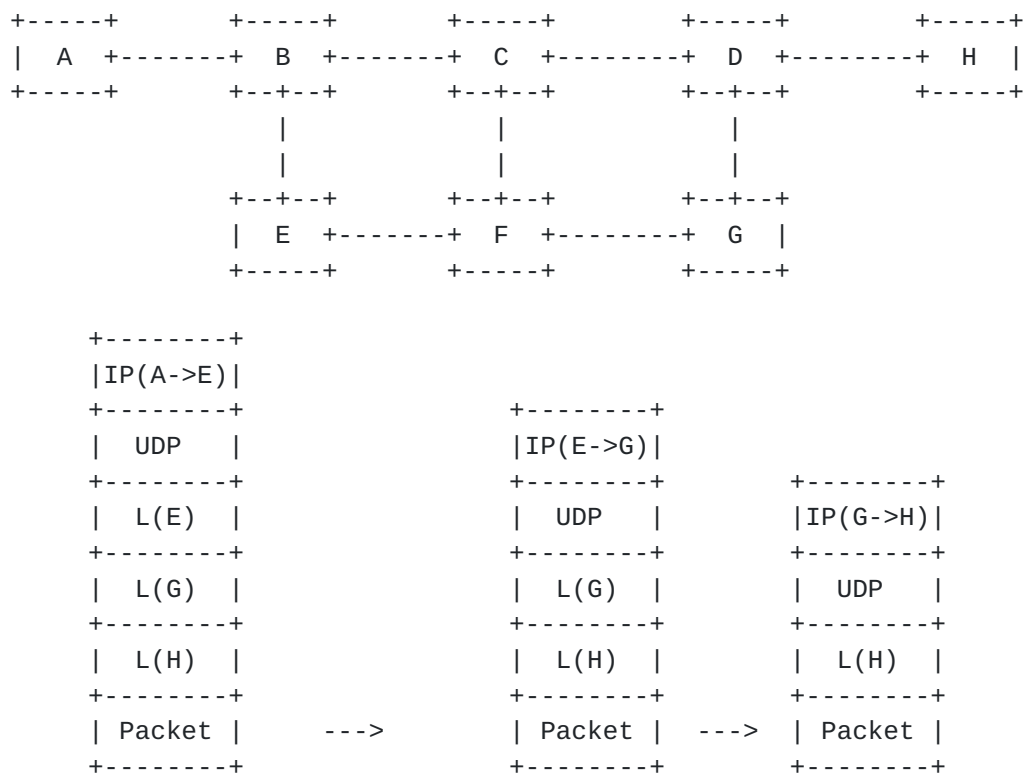 +-----+       +-----+       +-----+        +-----+        +-----+
|  A  +-------+  B  +-------+  C  +--------+  D  +--------+  H  |
+-----+       +--+--+       +--+--+        +--+--+        +-----+
                 |             |              |
                 |             |              |
              +--+--+       +--+--+        +--+--+
              |  E  +-------+  F  +--------+  G  |
              +-----+       +-----+        +-----+
     +--------+
     |IP(A->E)|
     +--------+                 +--------+
     |  UDP   |                 |IP(E->G)|
     +--------+                 +--------+        +--------+
     |  L(E)  |                 |  UDP   |        |IP(G->H)|
     +--------+                 +--------+        +--------+
     |  L(G)  |                 |  L(G)  |        |  UDP   |
     +--------+                 +--------+        +--------+
     |  L(H)  |                 |  L(H)  |        |  L(H)  |
     +--------+                 +--------+        +--------+
     | Packet |     --->        | Packet |  --->  | Packet |
     +--------+                 +--------+        +--------+